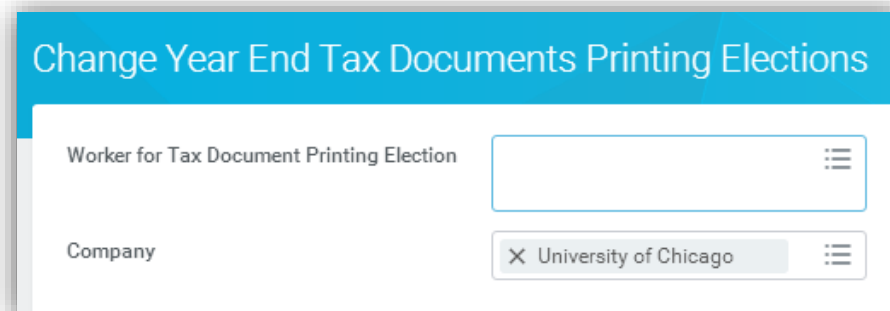 Change Year End Tax Documents Printing Elections
Worker for Tax Document Printing Election
Company
University of Chicago